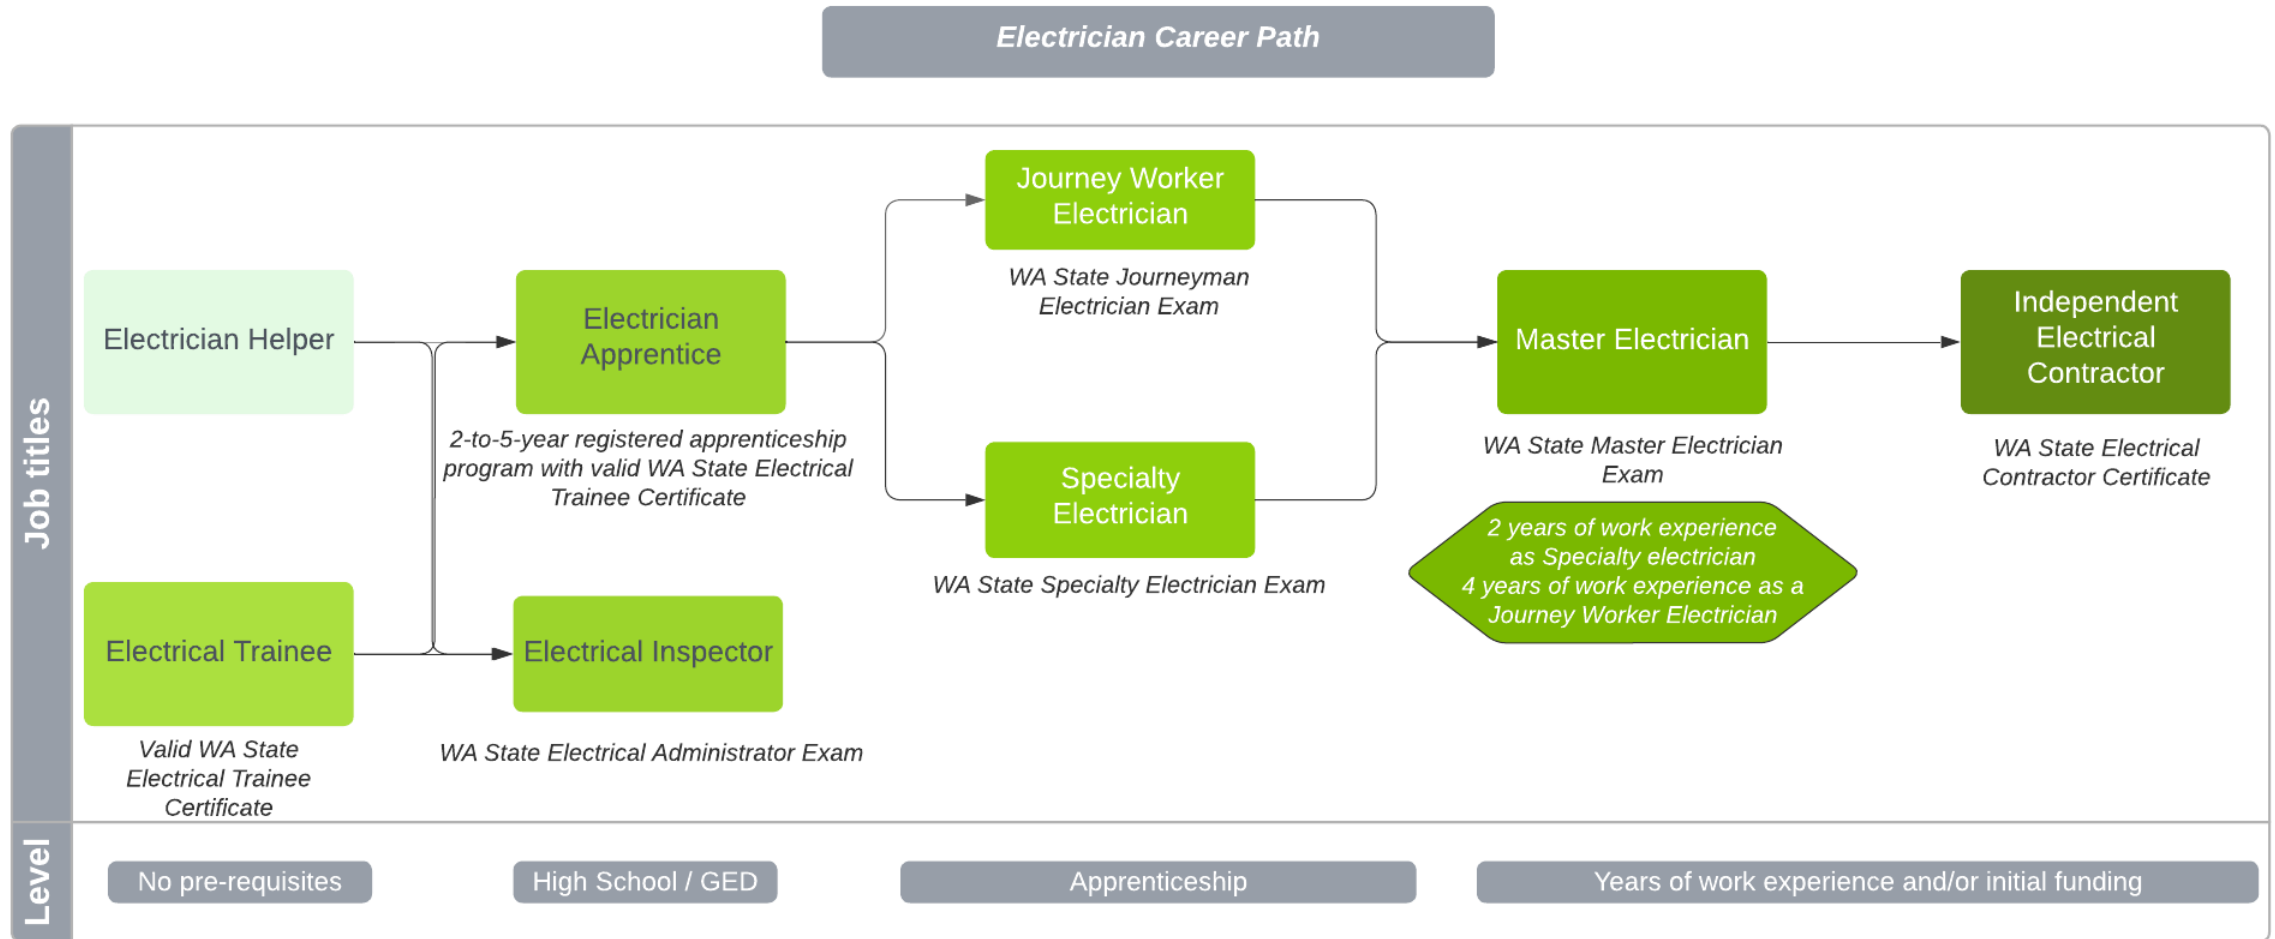 Electrician Career Path
Job titles
Electrician Helper
Electrical Trainee
Valid WA State
Electrical Trainee
Certificate
Electrician
Apprentice
2-to-5-year registered apprenticeship
program with valid WA State Electrical
Trainee Certificate
Electrical Inspector
WA State Electrical Administrator Exam
Journey Worker
Electrician
WA State Journeyman
Electrician Exam
Specialty
Electrician
WA State Specialty Electrician Exam
Master Electrician
WA State Master Electrician
Exam
2 years of work experience
as Specialty electrician
4 years of work experience as a
Journey Worker Electrician
Independent
Electrical
Contractor
WA State Electrical
Contractor Certificate
Level
No pre-requisites
High School / GED
Apprenticeship
Years of work experience and/or initial funding